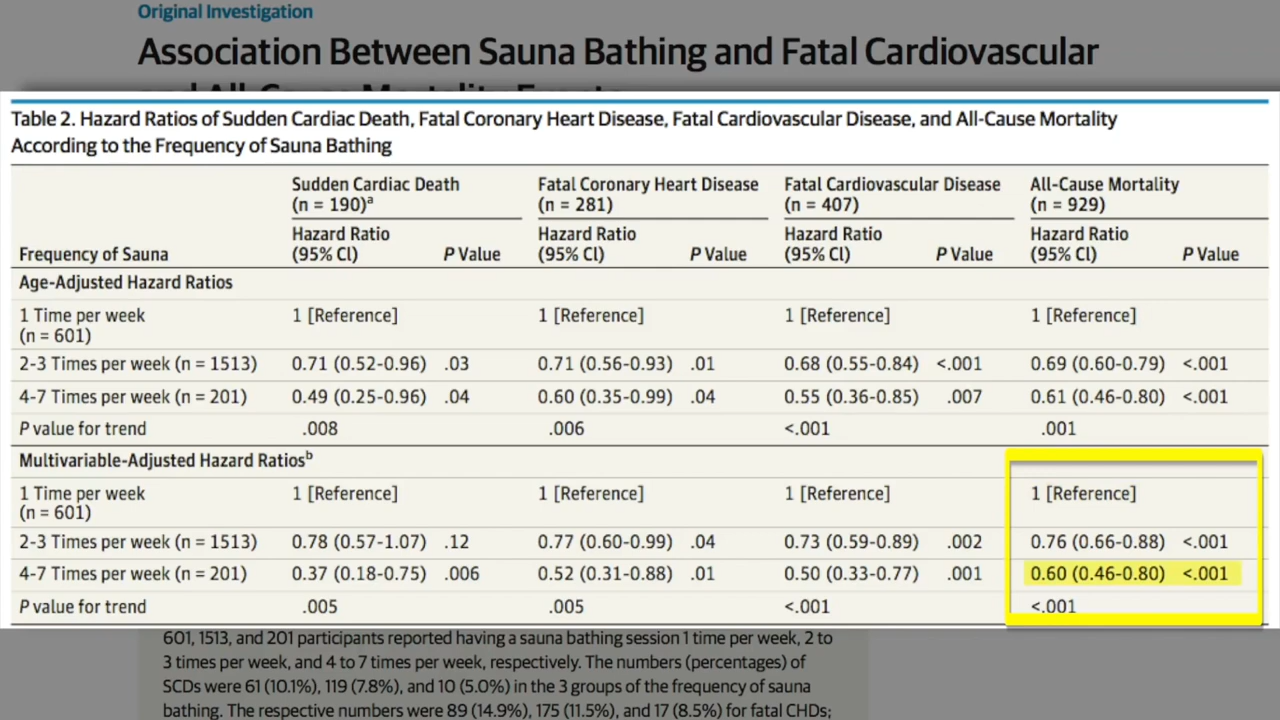 Original Investigation
Association Between Sauna Bathing and Fatal Cardiovascular
and All-Cause Mortality Events
Table 2. Hazard Ratios of Sudden Cardiac Death, Fatal Coronary Heart Disease, Fatal Cardiovascular Disease, and All-Cause Mortality
According to the Frequency of Sauna Bathing
Sudden Cardiac Death Fatal Coronary Heart Disease Fatal Cardiovascular Disease All-Cause Mortality
(n = 190)a (n = 281) (n = 407) (n = 929)
Hazard Ratio Hazard Ratio Hazard Ratio Hazard Ratio
Frequency of Sauna (95% CI) P Value (95% CI) P Value (95% CI) P Value (95% CI) P Value
Age-Adjusted Hazard Ratios
1 Time per week 1 [Reference] 1 [Reference] 1 [Reference] 1 [Reference]
(n = 601)
2-3 Times per week (n = 1513) 0.71 (0.52-0.96) .03 0.71 (0.56-0.93) .01 0.68 (0.55-0.84) <.001 0.69 (0.60-0.79) <.001
4-7 Times per week (n = 201) 0.49 (0.25-0.96) .04 0.60 (0.35-0.99) .04 0.55 (0.36-0.85) .007 0.61 (0.46-0.80) <.001
P value for trend .008 .006 <.001 .001
Multivariable-Adjusted Hazard Ratiosb
1 Time per week 1 [Reference] 1 [Reference] 1 [Reference] 1 [Reference]
(n = 601)
2-3 Times per week (n = 1513) 0.78 (0.57-1.07) .12 0.77 (0.60-0.99) .04 0.73 (0.59-0.89) .002 0.76 (0.66-0.88) <.001
4-7 Times per week (n = 201) 0.37 (0.18-0.75) .006 0.52 (0.31-0.88) .01 0.50 (0.33-0.77) .001 0.60 (0.46-0.80) <.001
P value for trend .005 .005 <.001 <.001
601, 1513, and 201 participants reported having a sauna bathing session 1 time per week, 2 to
3 times per week, and 4 to 7 times per week, respectively. The numbers (percentages) of
SCDs were 61 (10.1%), 119 (7.8%), and 10 (5.0%) in the 3 groups of the frequency of sauna
bathing. The respective numbers were 89 (14.9%), 175 (11.5%), and 17 (8.5%) for fatal CHDs;